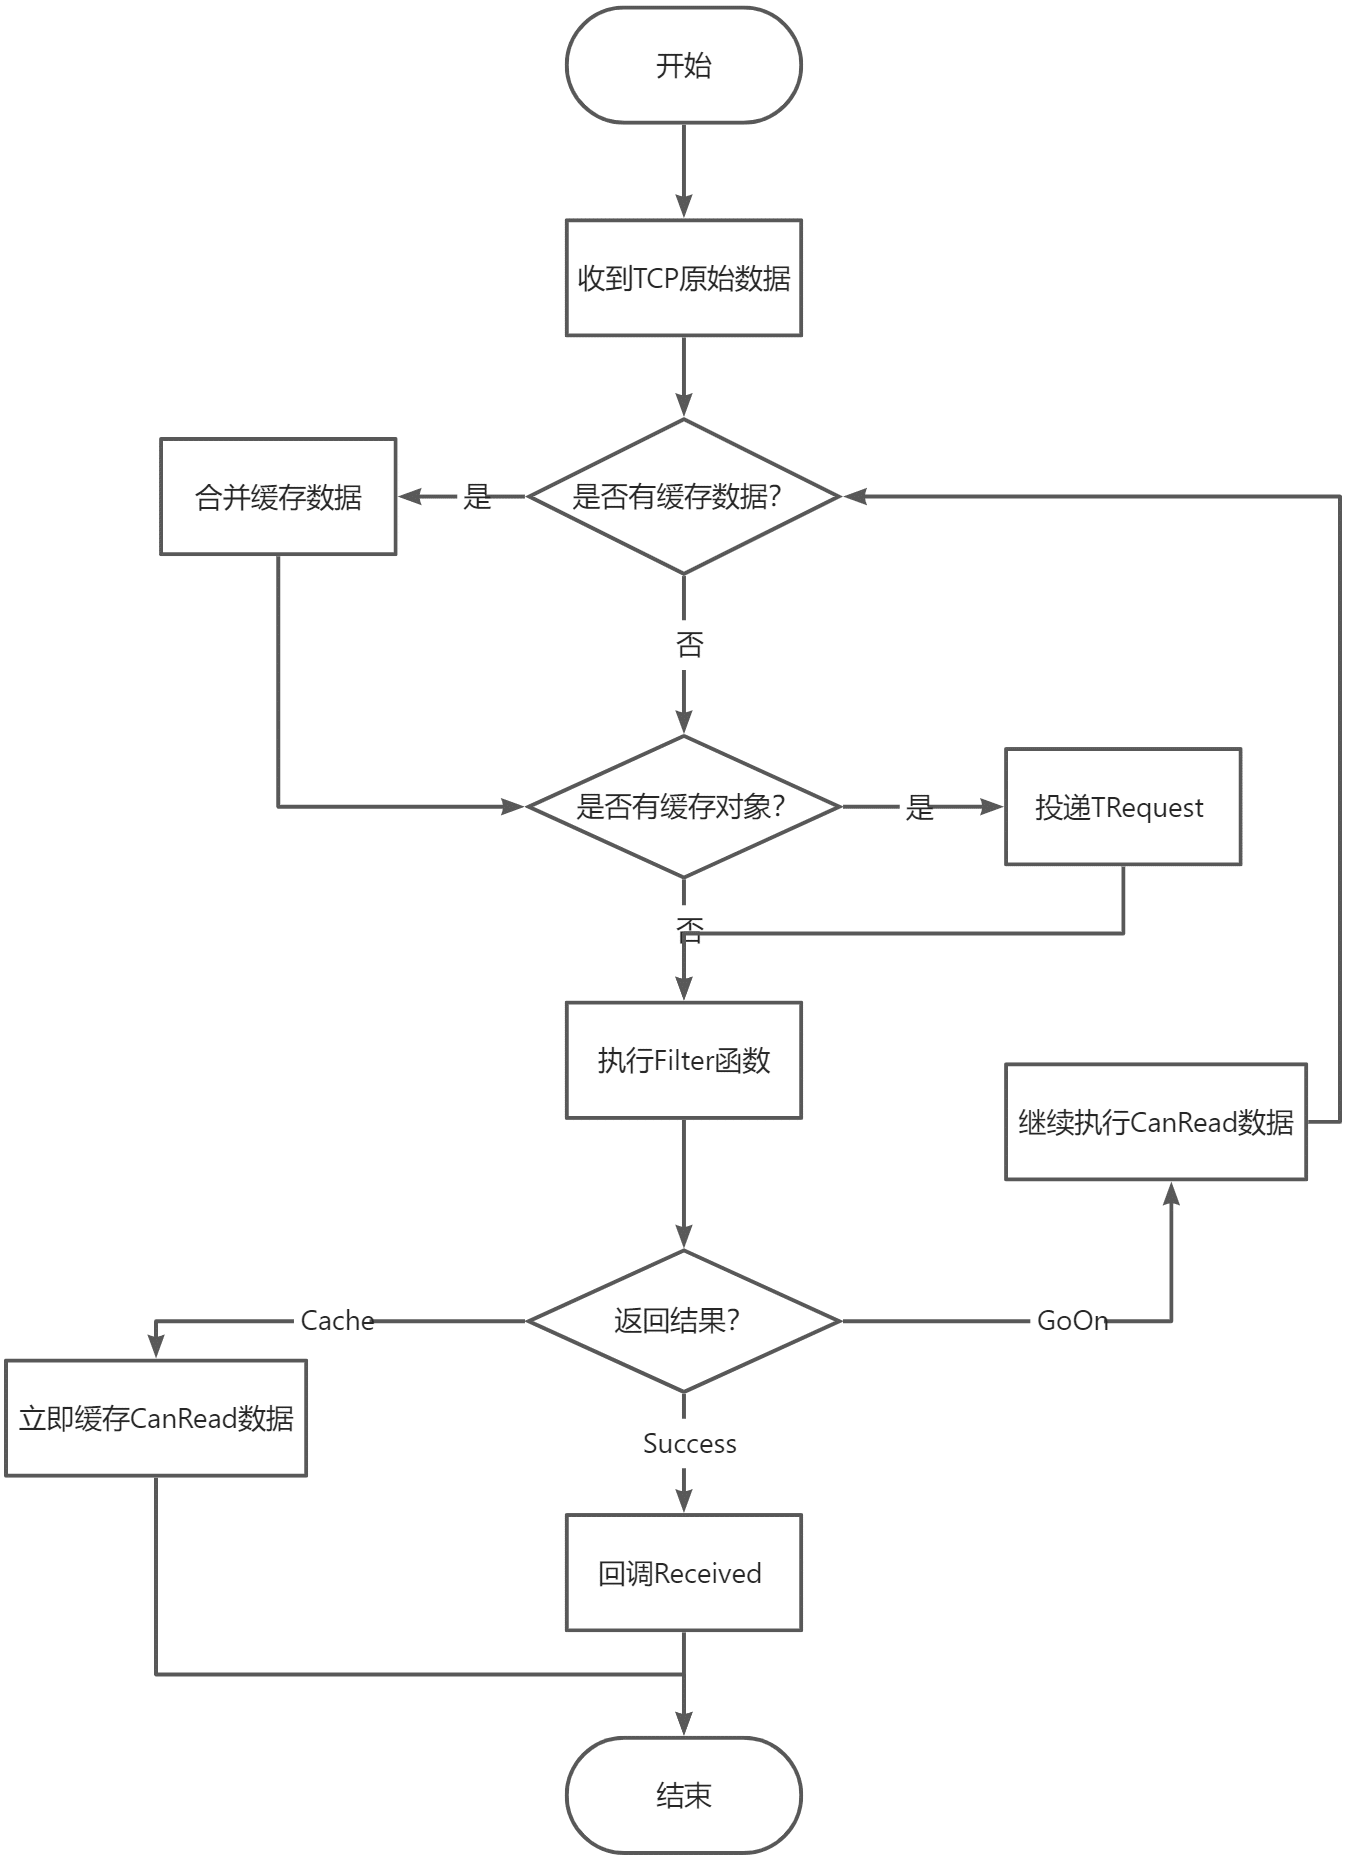 开始
收到TCP原始数据
合并缓存数据
是
是否有缓存数据?
否
是否有缓存对象?
是
投递TRequest
否
执行Filter函数
继续执行CanRead数据
返回结果?
Cache
GoOn
立即缓存CanRead数据
Success
回调Received
结束